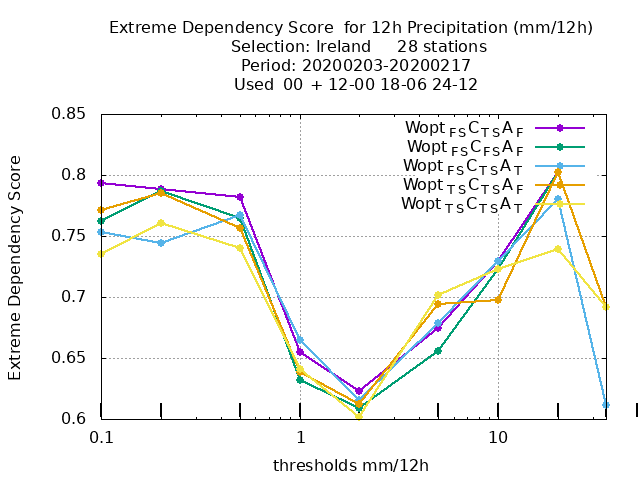 Extreme Dependency Score  for 12h Precipitation (mm/12h)
Selection: Ireland     28 stations
Period: 20200203-20200217
Used  00  + 12-00 18-06 24-12
0.85
0.8
0.75
0.7
0.65
0.6
Extreme Dependency Score
Wopt FS C TS A F
Wopt FS C FS A F
Wopt FS C TS A T
Wopt TS C TS A F
Wopt TS C TS A T
0.1 1 10
thresholds mm/12h